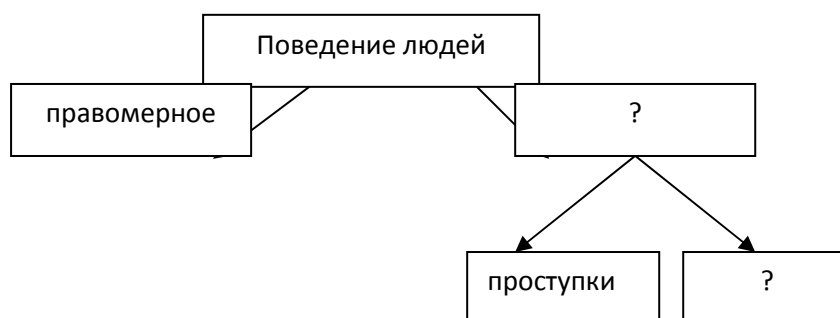 Поведение людей
правомерное
?
проступки
?